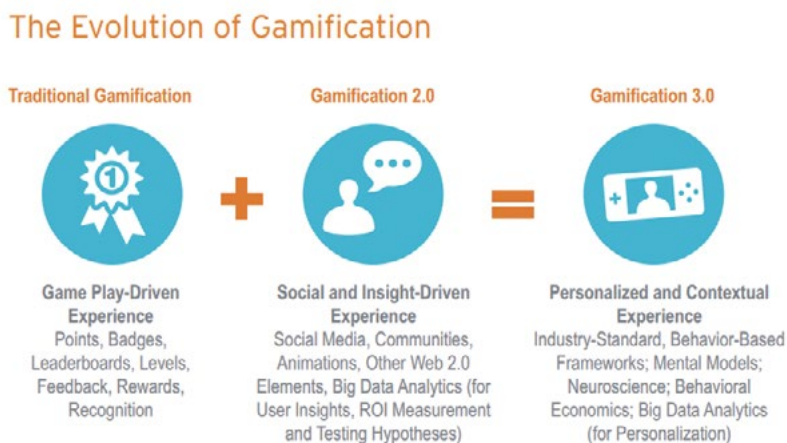 The Evolution of Gamification
Traditional Gamification
Gamification 2.0
Gamification 3.0
1
Game Play-Driven
Experience
Points, Badges,
Leaderboards, Levels,
Feedback, Rewards,
Recognition
+
Social and Insight-Driven
Experience
Social Media, Communities,
Animations, Other Web 2.0
Elements, Big Data Analytics (for
User Insights, ROI Measurement
and Testing Hypotheses)
=
Personalized and Contextual
Experience
Industry-Standard, Behavior-Based
Frameworks; Mental Models;
Neuroscience; Behavioral
Economics; Big Data Analytics
(for Personalization)